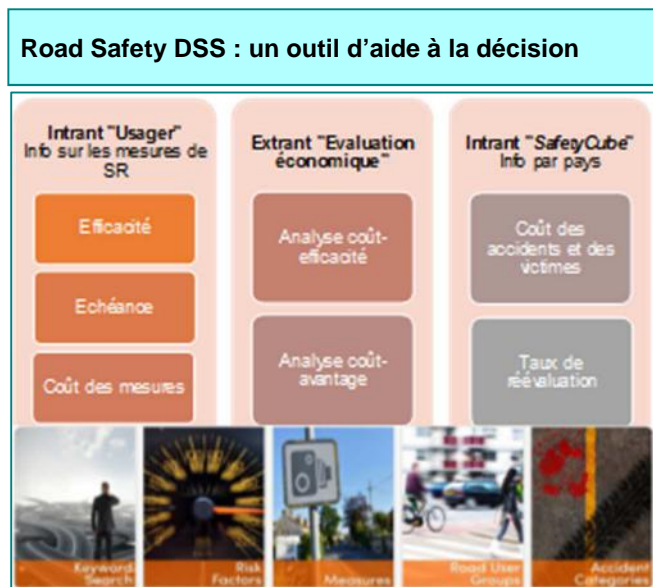 Road Safety DSS : un outil d'aide à la décision
Intrant "Usager"
Info sur les mesures de
SR
Efficacité
Echéance
Coût des mesures
Extrant "Evaluation
économique"
Analyse coût-
efficacité
Analyse coût-
avantage
Intrant "SafetyCube"
Info par pays
Coût des
accidents et des
victimes
Taux de
réévaluation
Keyword
Search
Risk
Factors
Measures
Road User
Groups
Accident
Categories